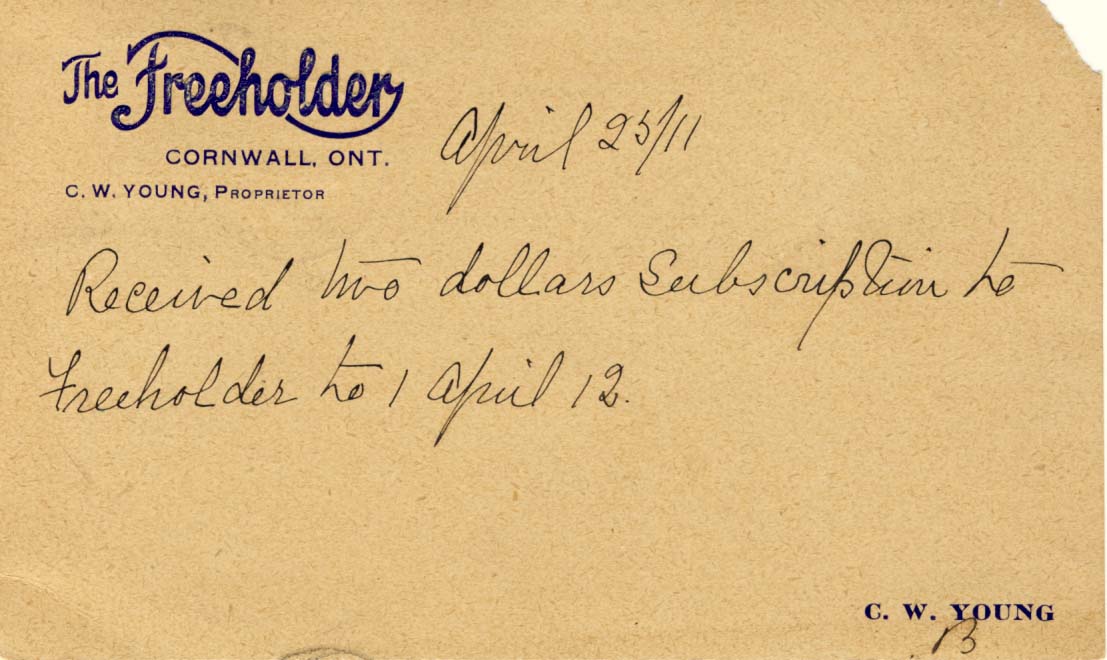 The Freeholder
CORNWALL, ONT.
C. W. YOUNG, PROPRIETOR
April 25/11
Received two dollars Subscription to
Freeholder to 1 April 12.
C. W. YOUNG
B